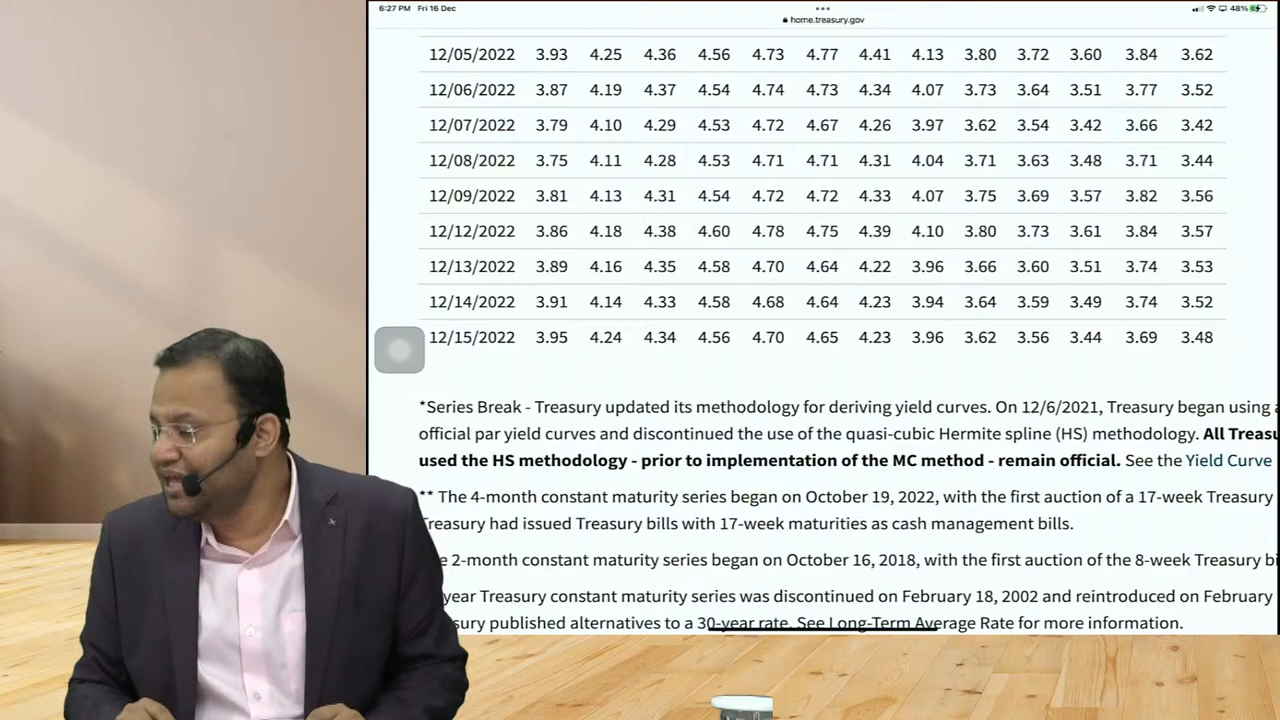 6:27 PM Fri 16 Dec
48%
home.treasury.gov
12/05/2022 3.93 4.25 4.36 4.56 4.73 4.77 4.41 4.13 3.80 3.72 3.60 3.84 3.62
12/06/2022 3.87 4.19 4.37 4.54 4.74 4.73 4.34 4.07 3.73 3.64 3.51 3.77 3.52
12/07/2022 3.79 4.10 4.29 4.53 4.72 4.67 4.26 3.97 3.62 3.54 3.42 3.66 3.42
12/08/2022 3.75 4.11 4.28 4.53 4.71 4.71 4.31 4.04 3.71 3.63 3.48 3.71 3.44
12/09/2022 3.81 4.13 4.31 4.54 4.72 4.72 4.33 4.07 3.75 3.69 3.57 3.82 3.56
12/12/2022 3.86 4.18 4.38 4.60 4.78 4.75 4.39 4.10 3.80 3.73 3.61 3.84 3.57
12/13/2022 3.89 4.16 4.35 4.58 4.70 4.64 4.22 3.96 3.66 3.60 3.51 3.74 3.53
12/14/2022 3.91 4.14 4.33 4.58 4.68 4.64 4.23 3.94 3.64 3.59 3.49 3.74 3.52
12/15/2022 3.95 4.24 4.34 4.56 4.70 4.65 4.23 3.96 3.62 3.56 3.44 3.69 3.48
*Series Break - Treasury updated its methodology for deriving yield curves. On 12/6/2021, Treasury began using
official par yield curves and discontinued the use of the quasi-cubic Hermite spline (HS) methodology. All Treasu
used the HS methodology - prior to implementation of the MC method - remain official. See the Yield Curve
** The 4-month constant maturity series began on October 19, 2022, with the first auction of a 17-week Treasury
Treasury had issued Treasury bills with 17-week maturities as cash management bills.
e 2-month constant maturity series began on October 16, 2018, with the first auction of the 8-week Treasury bi
year Treasury constant maturity series was discontinued on February 18, 2002 and reintroduced on February
sury published alternatives to a 30-year rate. See Long-Term Average Rate for more information.